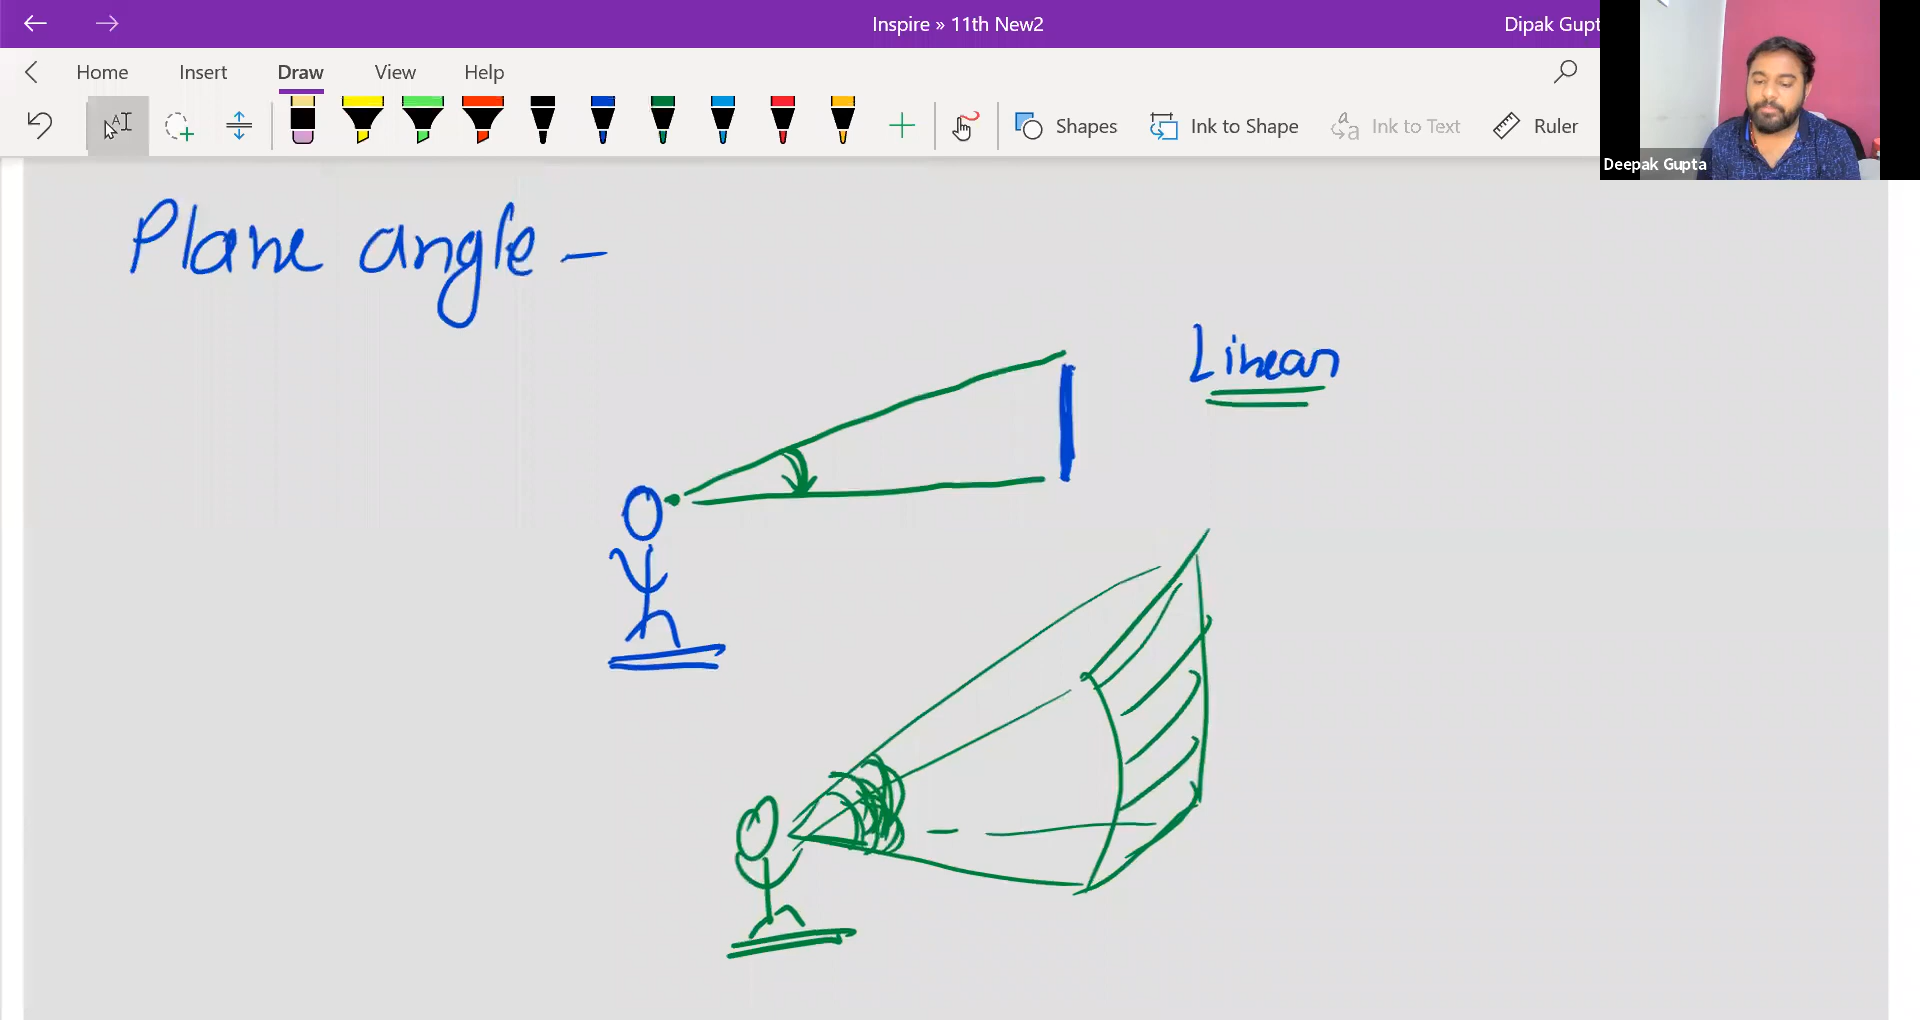 Inspire » 11th New2
Dipak Gupt
Home Insert Draw View Help
Shapes Ink to Shape Ink to Text Ruler
Deepak Gupta
Plane angle –
Linear